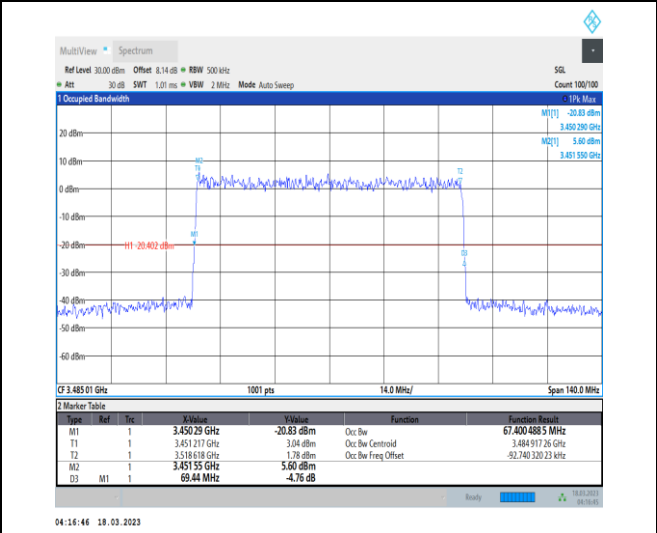 MultiView Spectrum
Ref Level 30.00 dBm Offset 8.14 dB RBW 500 kHz SGL
Att 30 dB SWT 1.01 ms VBW 2 MHz Mode Auto Sweep Count 100/100
1 Occupied Bandwidth 1Pk Max
M1[1] -20.83 dBm
3.450 290 GHz
M2[1] 5.60 dBm
3.451 550 GHz
20 dBm
10 dBm
0 dBm
-10 dBm
-20 dBm
-30 dBm
-40 dBm
-50 dBm
-60 dBm
H1 -20.402 dBm
M2
T1
T2
M1
D3
CF 3.485 01 GHz 1001 pts 14.0 MHz/ Span 140.0 MHz
2 Marker Table
Type Ref Trc X-Value Y-Value Function Function Result
M1 1 3.450 29 GHz -20.83 dBm Occ Bw 67.400 488 5 MHz
T1 1 3.451 217 GHz 3.04 dBm Occ Bw Centroid 3.484 917 26 GHz
T2 1 3.518 618 GHz 1.78 dBm Occ Bw Freq Offset -92.740 320 23 kHz
M2 1 3.451 55 GHz 5.60 dBm
D3 M1 1 69.44 MHz -4.76 dB
Ready 18.03.2023
04:16:45
04:16:46 18.03.2023